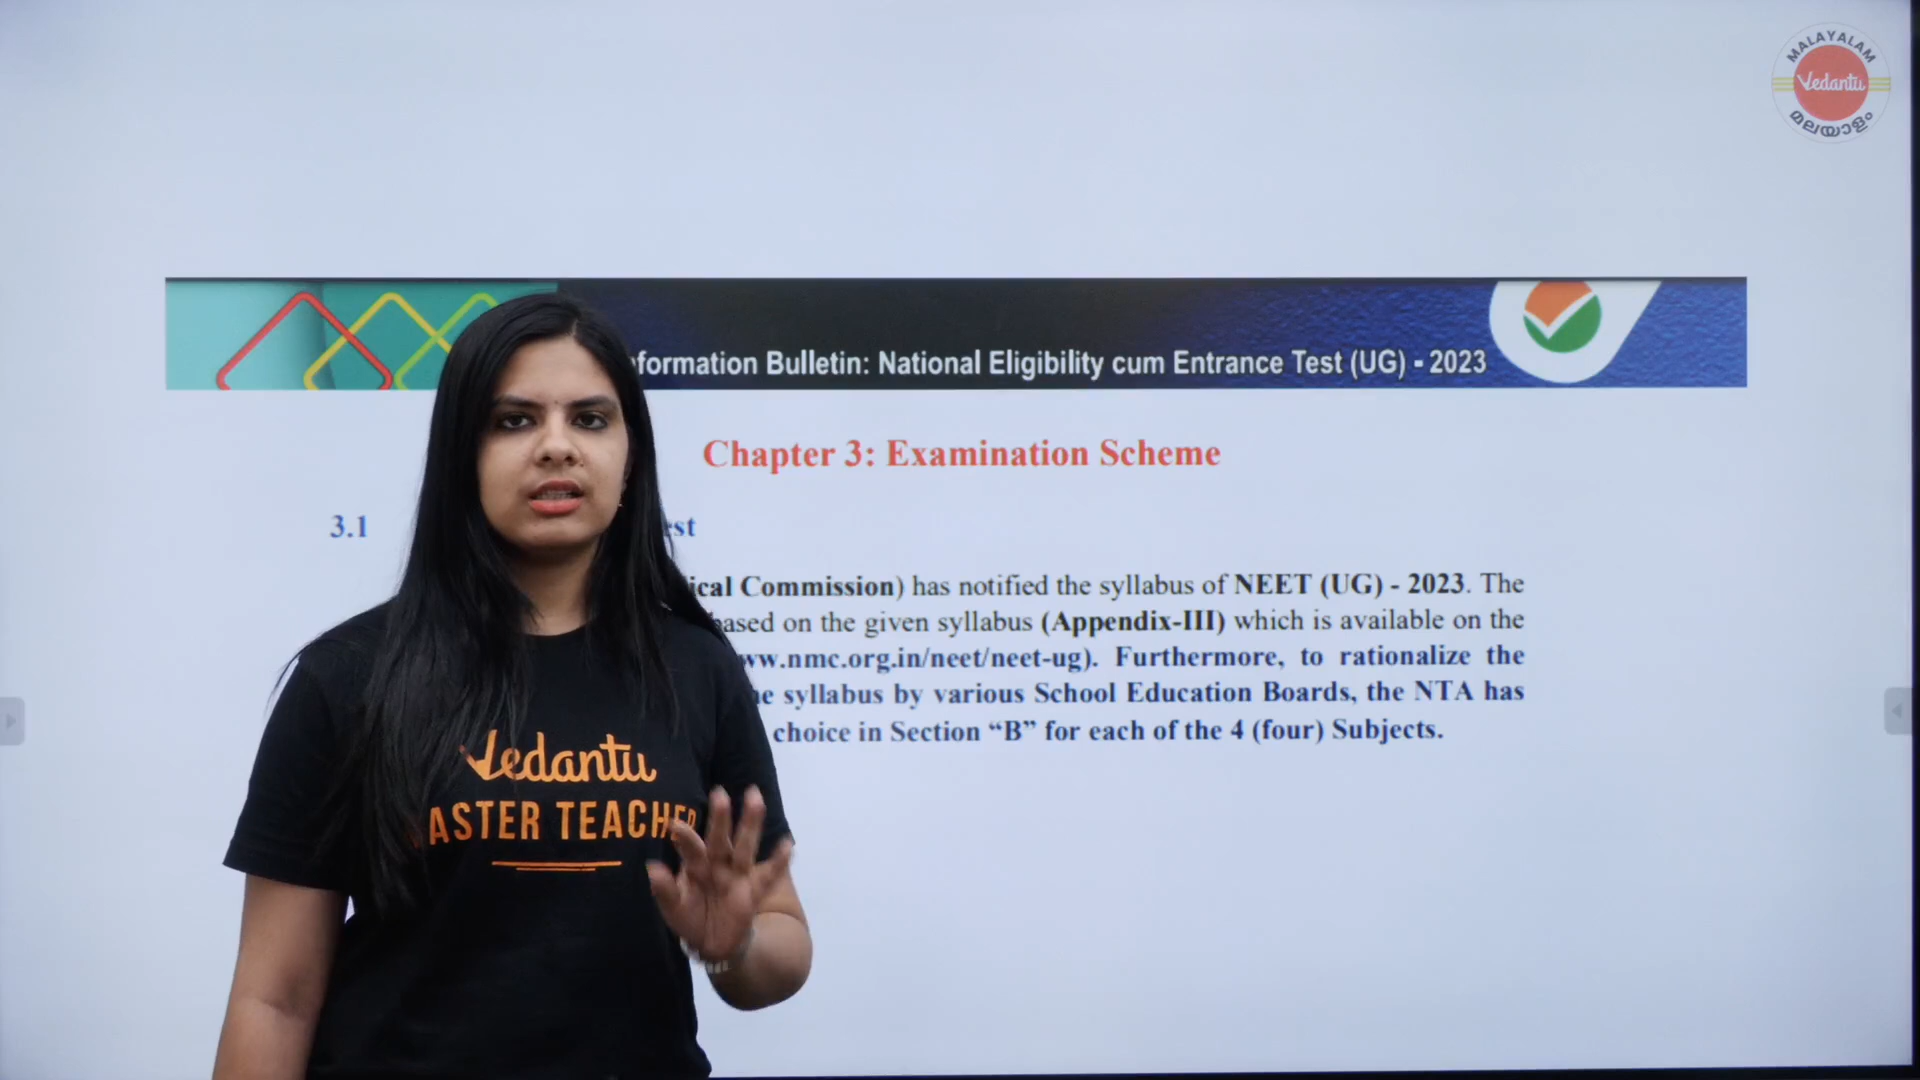 MALAYALAM
Vedantu
മലയാളം
formation Bulletin: National Eligibility cum Entrance Test (UG) - 2023
Chapter 3: Examination Scheme
3.1
ical Commission) has notified the syllabus of NEET (UG) - 2023. The
ased on the given syllabus (Appendix-III) which is available on the
ww.nmc.org.in/neet/neet-ug). Furthermore, to rationalize the
syllabus by various School Education Boards, the NTA has
choice in Section “B” for each of the 4 (four) Subjects.
Vedantu
ASTER TEACHER